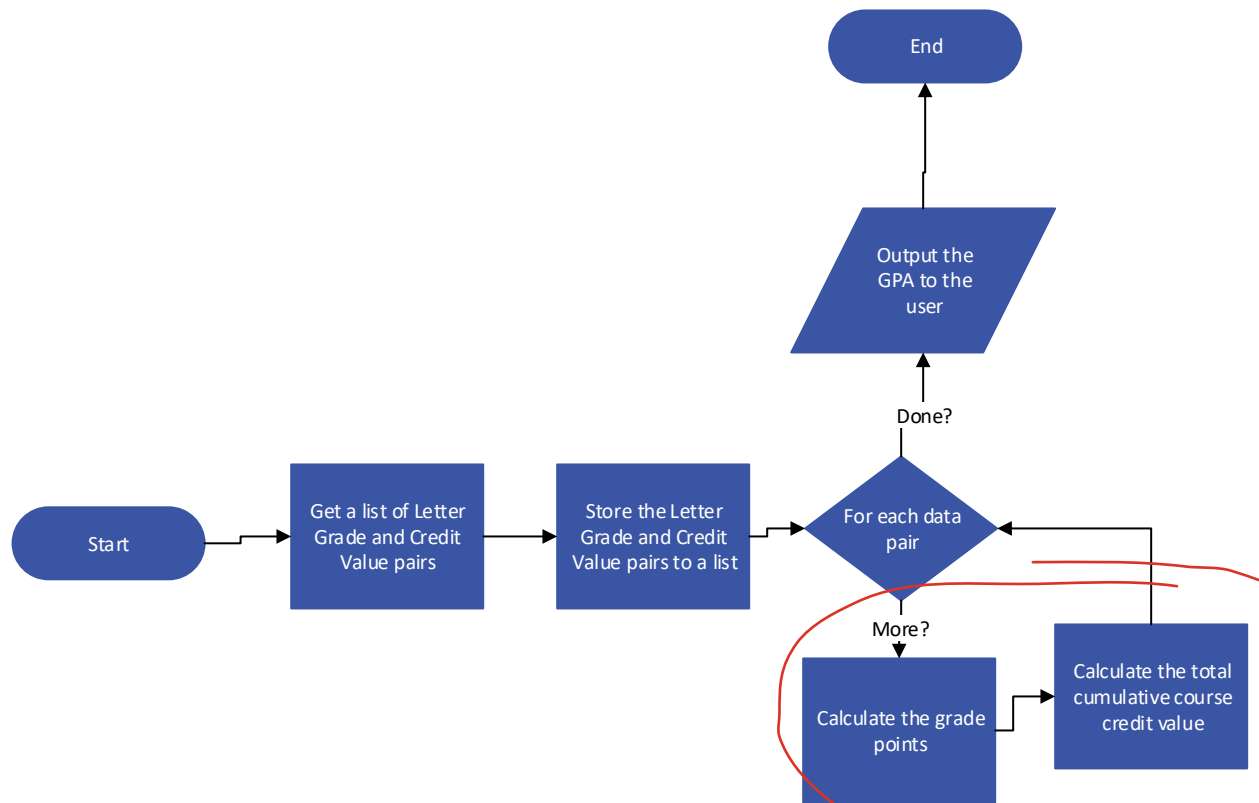 Start
Get a list of Letter
Grade and Credit
Value pairs
Store the Letter
Grade and Credit
Value pairs to a list
For each data
pair
More?
Calculate the grade
points
Calculate the total
cumulative course
credit value
Done?
Output the
GPA to the
user
End